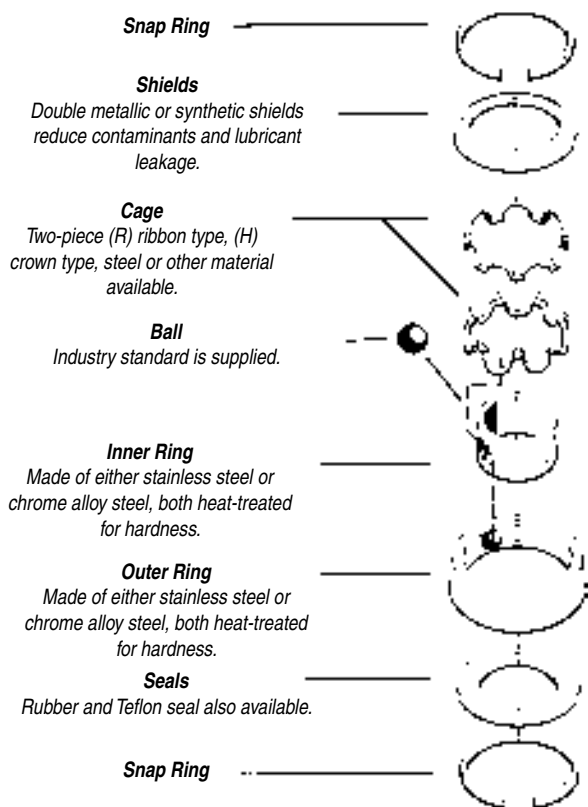 Snap Ring
Shields
Double metallic or synthetic shields
reduce contaminants and lubricant
leakage.
Cage
Two-piece (R) ribbon type, (H)
crown type, steel or other material
available.
Ball
Industry standard is supplied.
Inner Ring
Made of either stainless steel or
chrome alloy steel, both heat-treated
for hardness.
Outer Ring
Made of either stainless steel or
chrome alloy steel, both heat-treated
for hardness.
Seals
Rubber and Teflon seal also available.
Snap Ring